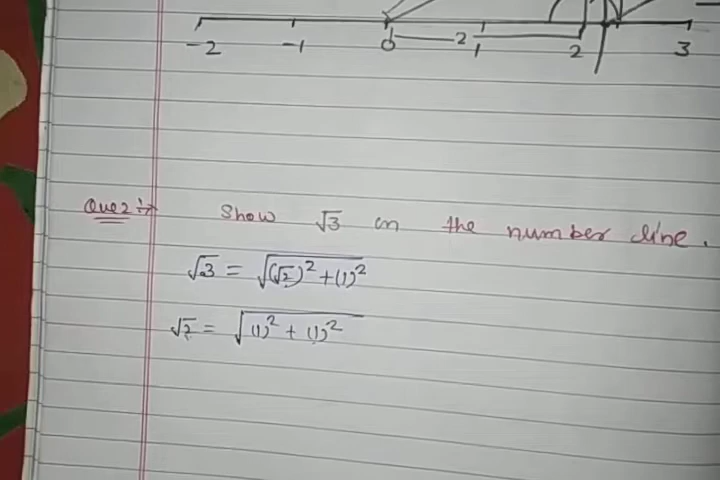 -2 -1 0 2 1 2 3
Que2:→ Show √3 on the number line.
√3 = √(√2)² + (1)²
√2 = √(1)² + (1)²